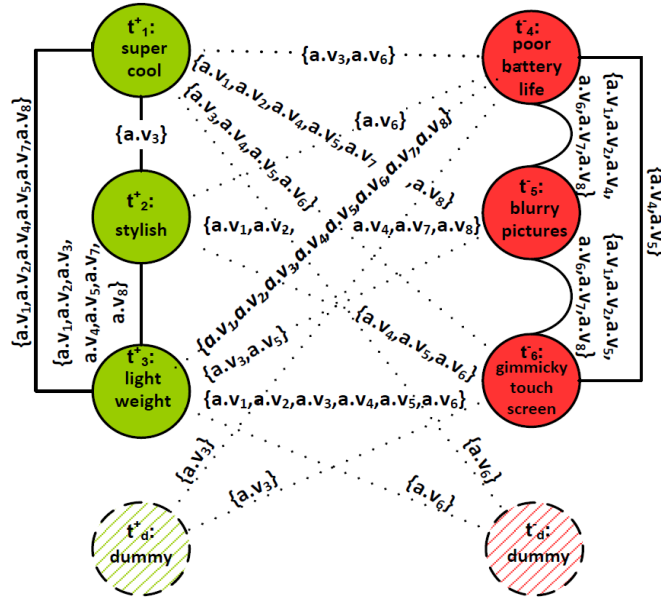 t⁺₁:
super
cool
t⁻₄:
poor
battery
life
{a.v₃,a.v₆}
{a.v₁,a.v₂,a.v₄,a.v₅,a.v₇
,a.v₈}
{a.v₃,a.v₄,a.v₅,a.v₆}
{a.v₆}
{a.v₃}
{a.v₁,a.v₂,a.v₄,a.v₅,a.v₇,a.v₈}
{a.v₁,a.v₂,a.v₄,
a.v₆,a.v₇,a.v₈}
{a.v₄,a.v₅}
t⁺₂:
stylish
t⁻₅:
blurry
pictures
{a.v₁,a.v₂,
a.v₄,a.v₇,a.v₈}
{a.v₁,a.v₂,a.v₃,a.v₄,a.v₅,a.v₆,a.v₇,a.v₈}
{a.v₁,a.v₂,a.v₃,
a.v₄,a.v₅,a.v₇,
a.v₈}
{a.v₁,a.v₂,a.v₅,
a.v₆,a.v₇,a.v₈}
{a.v₃,a.v₅}
{a.v₄,a.v₅,a.v₆}
t⁺₃:
light
weight
t⁻₆:
gimmicky
touch
screen
{a.v₁,a.v₂,a.v₃,a.v₄,a.v₅,a.v₆}
{a.v₃}
{a.v₃}
{a.v₆}
{a.v₆}
t⁺d:
dummy
t⁻d:
dummy